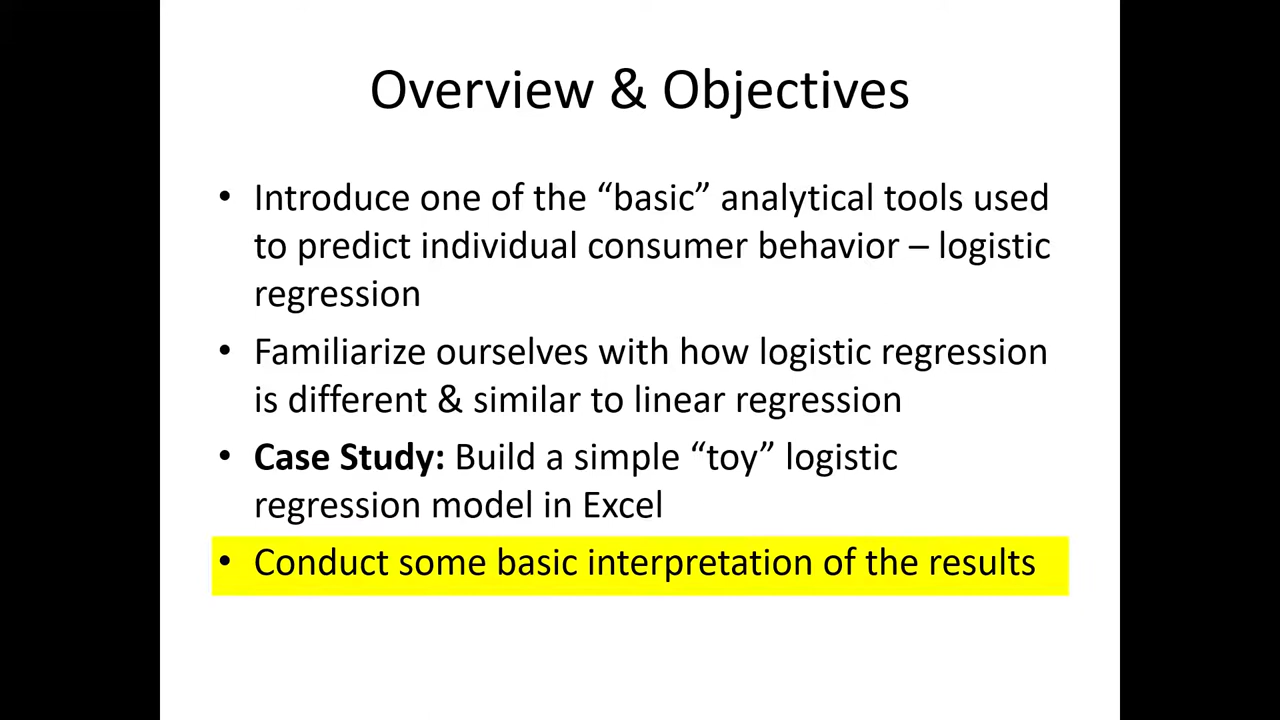 Overview & Objectives
• Introduce one of the “basic” analytical tools used
to predict individual consumer behavior – logistic
regression
• Familiarize ourselves with how logistic regression
is different & similar to linear regression
• Case Study: Build a simple “toy” logistic
regression model in Excel
• Conduct some basic interpretation of the results